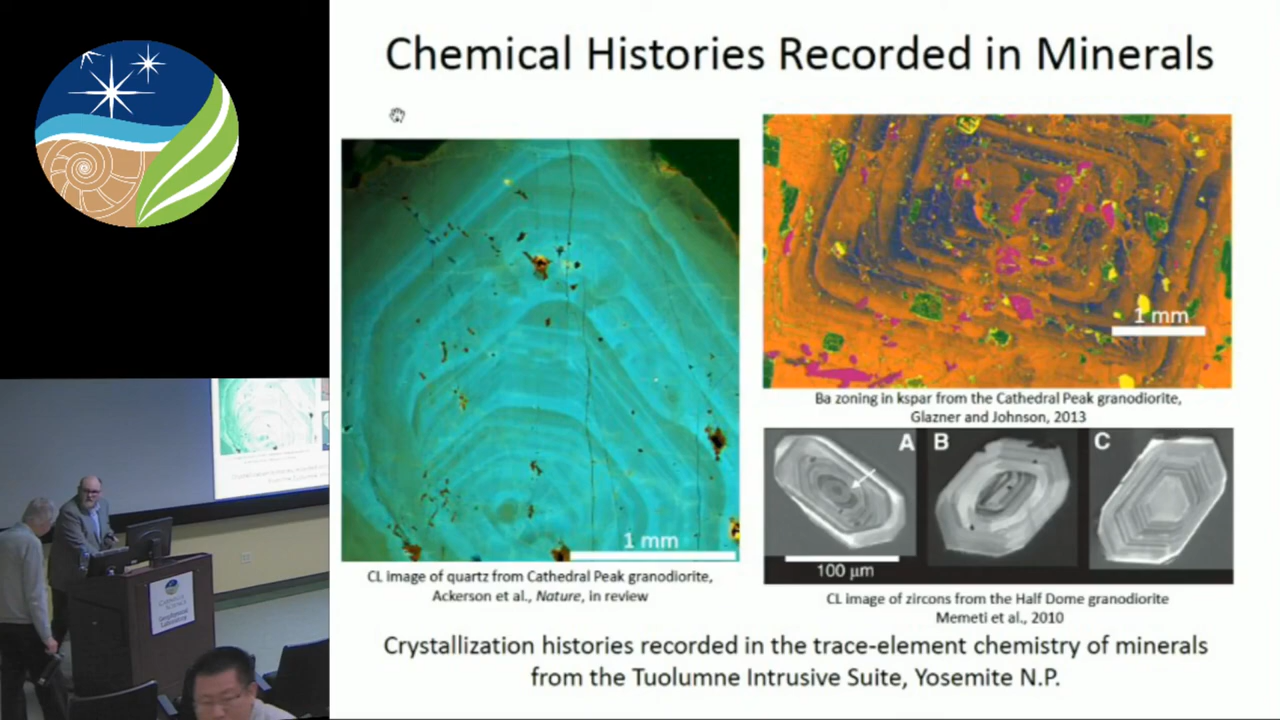 Chemical Histories Recorded in Minerals
1 mm
CL image of quartz from Cathedral Peak granodiorite,
Ackerson et al., Nature, in review
1 mm
Ba zoning in kspar from the Cathedral Peak granodiorite,
Glazner and Johnson, 2013
A B C
100 μm
CL image of zircons from the Half Dome granodiorite
Memeti et al., 2010
Crystallization histories recorded in the trace-element chemistry of minerals
from the Tuolumne Intrusive Suite, Yosemite N.P.